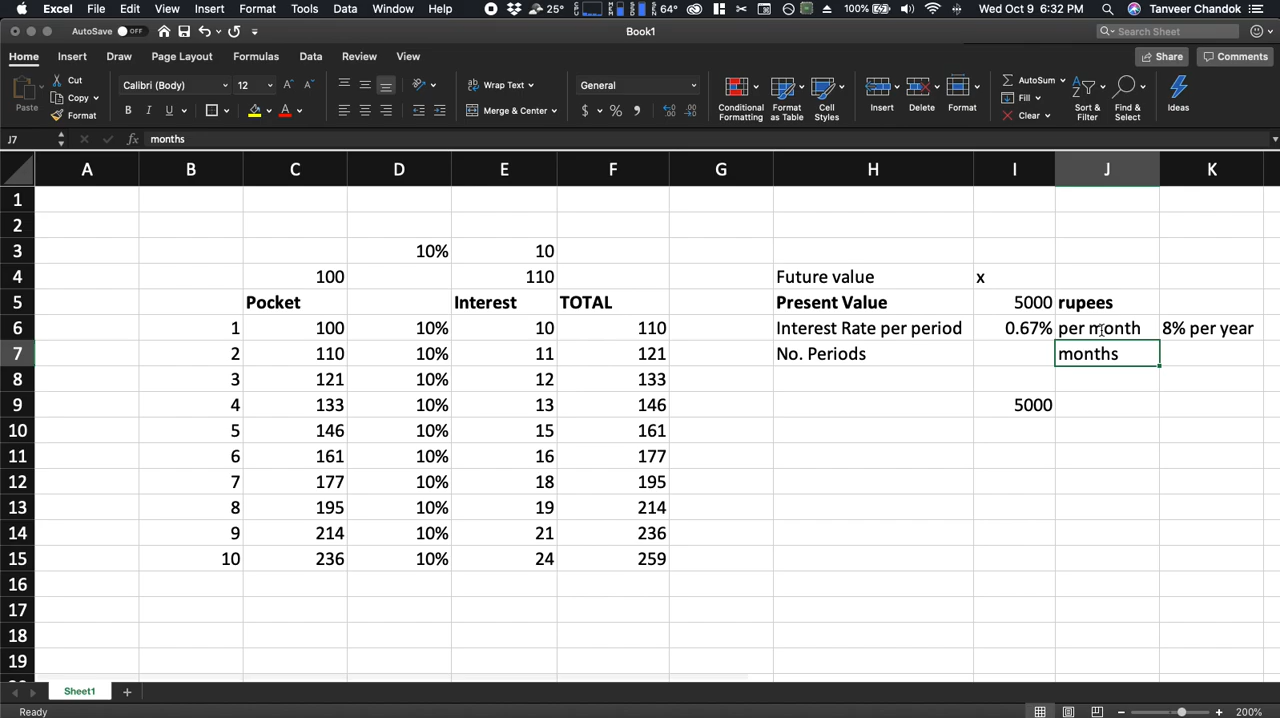 Excel File Edit View Insert Format Tools Data Window Help 25° 64° 100% Wed Oct 9 6:32 PM Tanveer Chandok
AutoSave OFF Book1 Search Sheet
Home Insert Draw Page Layout Formulas Data Review View Share Comments
Paste Cut Copy Format
Calibri (Body) 12
B I U
Wrap Text
Merge & Center
General
$ %
Conditional Formatting
Format as Table
Cell Styles
Insert Delete Format
AutoSum
Fill
Clear
Sort & Filter
Find & Select
Ideas
J7 fx months
A B C D E F G H I J K
1
2
3 10% 10
4 100 110 Future value x
5 Pocket Interest TOTAL Present Value 5000 rupees
6 1 100 10% 10 110 Interest Rate per period 0.67% per month 8% per year
7 2 110 10% 11 121 No. Periods months
8 3 121 10% 12 133
9 4 133 10% 13 146 5000
10 5 146 10% 15 161
11 6 161 10% 16 177
12 7 177 10% 18 195
13 8 195 10% 19 214
14 9 214 10% 21 236
15 10 236 10% 24 259
16
17
18
19
Sheet1
Ready 200%